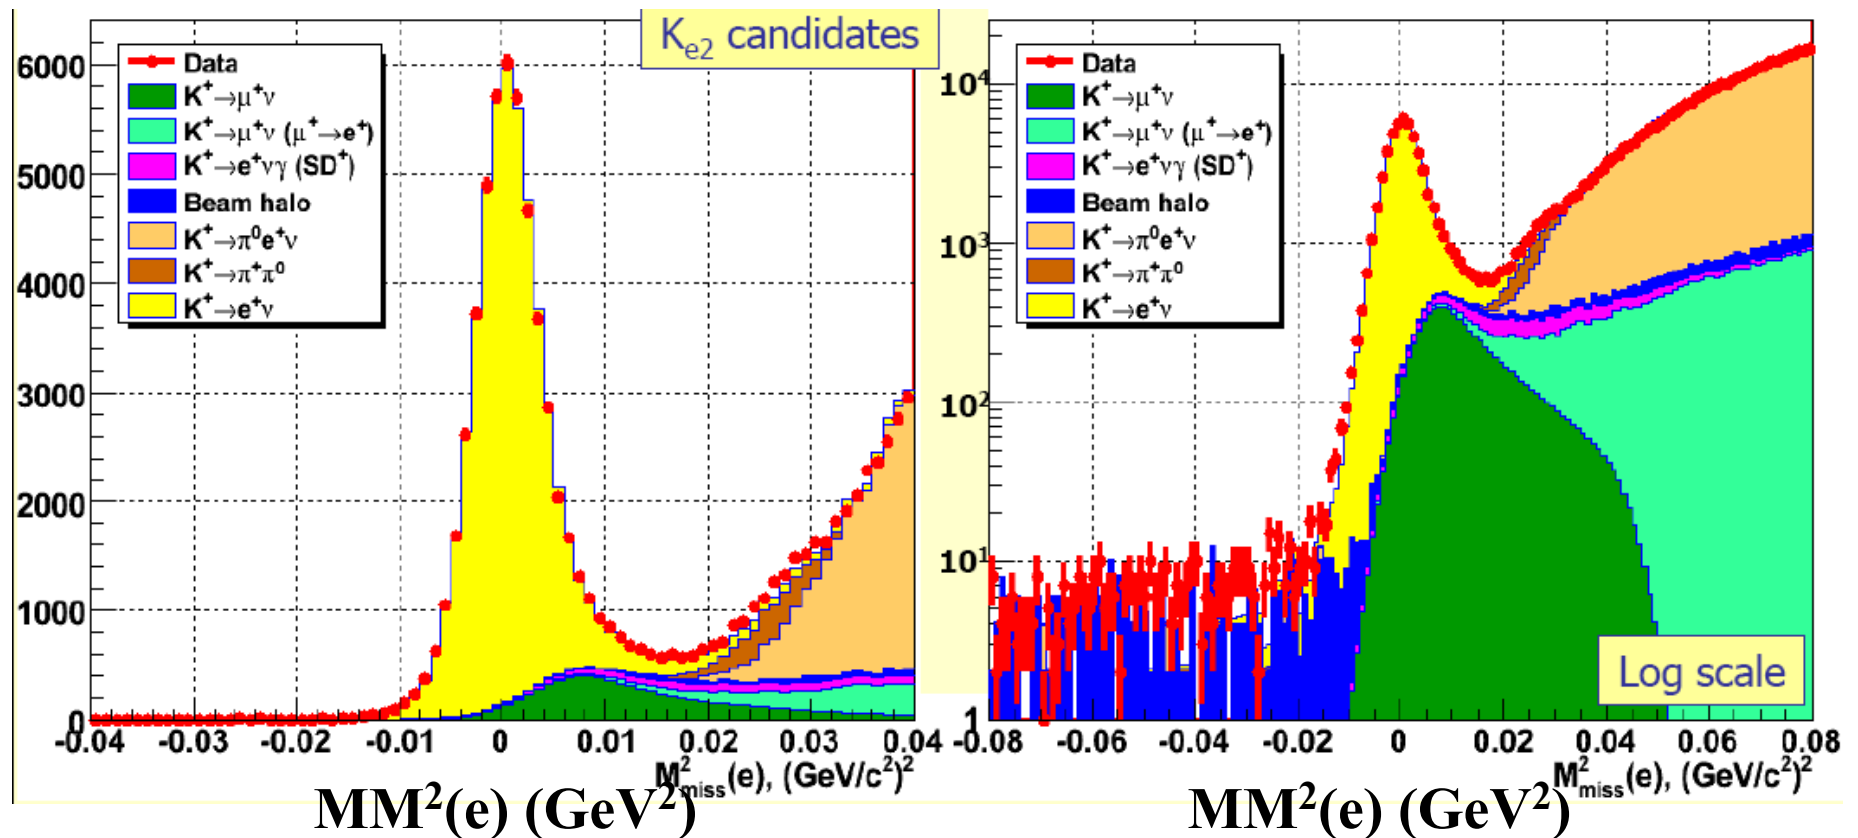 K_e2 candidates
6000
5000
4000
3000
2000
1000
0
Data
K⁺→μ⁺ν
K⁺→μ⁺ν (μ⁺→e⁺)
K⁺→e⁺νγ (SD⁺)
Beam halo
K⁺→π⁰e⁺ν
K⁺→π⁺π⁰
K⁺→e⁺ν
-0.04 -0.03 -0.02 -0.01 0 0.01 0.02 0.03 0.04
M²miss(e), (GeV/c²)²
MM²(e) (GeV²)
10⁴
10³
10²
10¹
1
Data
K⁺→μ⁺ν
K⁺→μ⁺ν (μ⁺→e⁺)
K⁺→e⁺νγ (SD⁺)
Beam halo
K⁺→π⁰e⁺ν
K⁺→π⁺π⁰
K⁺→e⁺ν
Log scale
-0.08 -0.06 -0.04 -0.02 0 0.02 0.04 0.06 0.08
M²miss(e), (GeV/c²)²
MM²(e) (GeV²)